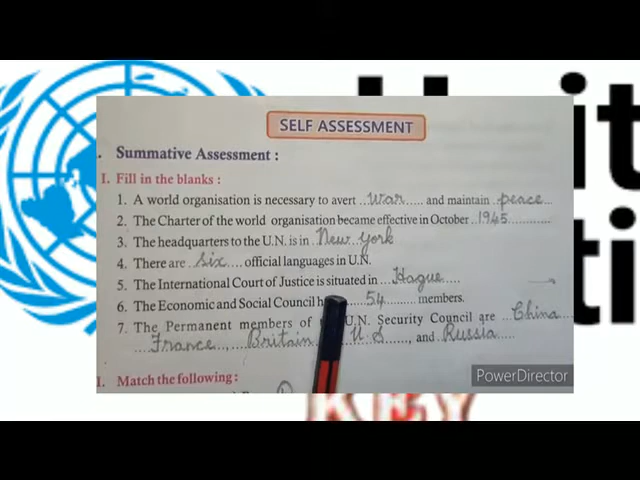 SELF ASSESSMENT
. Summative Assessment :
I. Fill in the blanks :
1. A world organisation is necessary to avert ..war..... and maintain peace...
2. The Charter of the world organisation became effective in October ..1945............
3. The headquarters to the U.N. is in New York
4. There are ..six.... official languages in U.N.
5. The International Court of Justice is situated in ...Hague.....
6. The Economic and Social Council 54......... members.
7. The Permanent members of U.N. Security Council are ...China....
....France..., ...Britain... U.S......., and ..Russia.....
I. Match the following :
PowerDirector
KEY